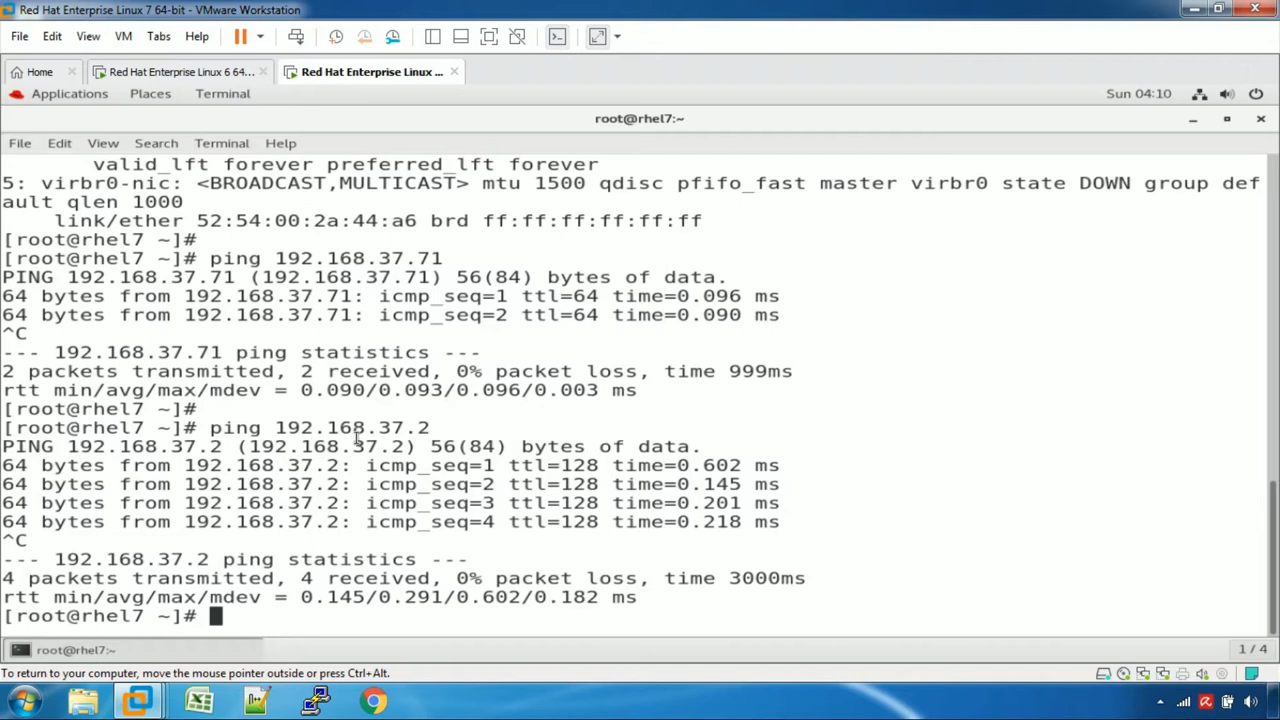 Red Hat Enterprise Linux 7 64-bit - VMware Workstation
File Edit View VM Tabs Help
Home Red Hat Enterprise Linux 6 64... Red Hat Enterprise Linux ...
Applications Places Terminal Sun 04:10
root@rhel7:~
File Edit View Search Terminal Help
valid_lft forever preferred_lft forever
5: virbr0-nic: <BROADCAST,MULTICAST> mtu 1500 qdisc pfifo_fast master virbr0 state DOWN group def
ault qlen 1000
link/ether 52:54:00:2a:44:a6 brd ff:ff:ff:ff:ff:ff
[root@rhel7 ~]#
[root@rhel7 ~]# ping 192.168.37.71
PING 192.168.37.71 (192.168.37.71) 56(84) bytes of data.
64 bytes from 192.168.37.71: icmp_seq=1 ttl=64 time=0.096 ms
64 bytes from 192.168.37.71: icmp_seq=2 ttl=64 time=0.090 ms
^C
--- 192.168.37.71 ping statistics ---
2 packets transmitted, 2 received, 0% packet loss, time 999ms
rtt min/avg/max/mdev = 0.090/0.093/0.096/0.003 ms
[root@rhel7 ~]#
[root@rhel7 ~]# ping 192.168.37.2
PING 192.168.37.2 (192.168.37.2) 56(84) bytes of data.
64 bytes from 192.168.37.2: icmp_seq=1 ttl=128 time=0.602 ms
64 bytes from 192.168.37.2: icmp_seq=2 ttl=128 time=0.145 ms
64 bytes from 192.168.37.2: icmp_seq=3 ttl=128 time=0.201 ms
64 bytes from 192.168.37.2: icmp_seq=4 ttl=128 time=0.218 ms
^C
--- 192.168.37.2 ping statistics ---
4 packets transmitted, 4 received, 0% packet loss, time 3000ms
rtt min/avg/max/mdev = 0.145/0.291/0.602/0.182 ms
[root@rhel7 ~]#
root@rhel7:~ 1 / 4
To return to your computer, move the mouse pointer outside or press Ctrl+Alt.